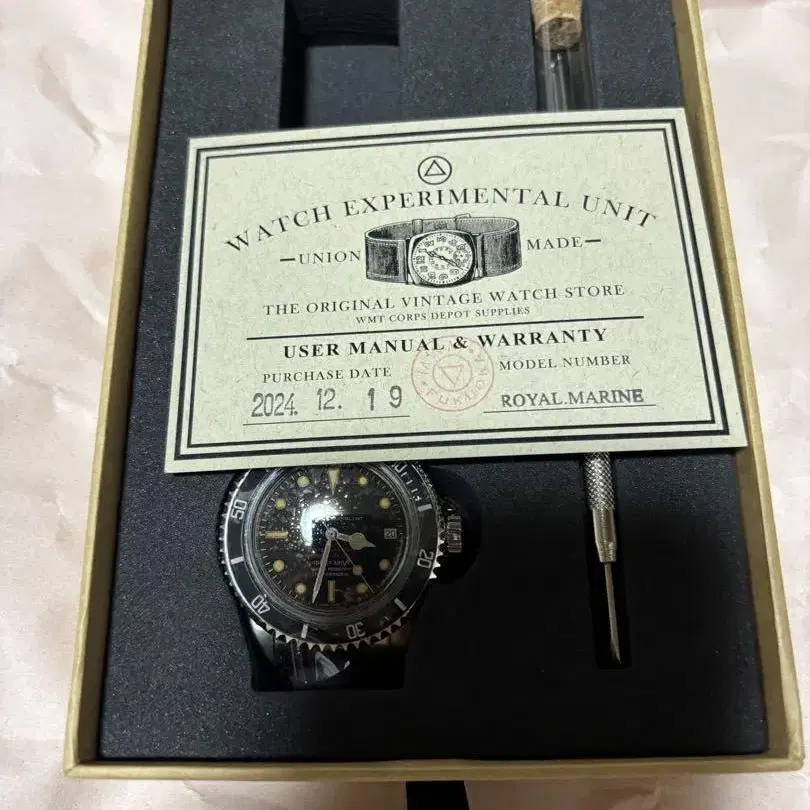 WATCH EXPERIMENTAL UNIT
UNION MADE
THE ORIGINAL VINTAGE WATCH STORE
WMT CORPS DEPOT SUPPLIES
USER MANUAL & WARRANTY
PURCHASE DATE
MODEL NUMBER
2024. 12. 19
ROYAL.MARINE
50
20
40
30